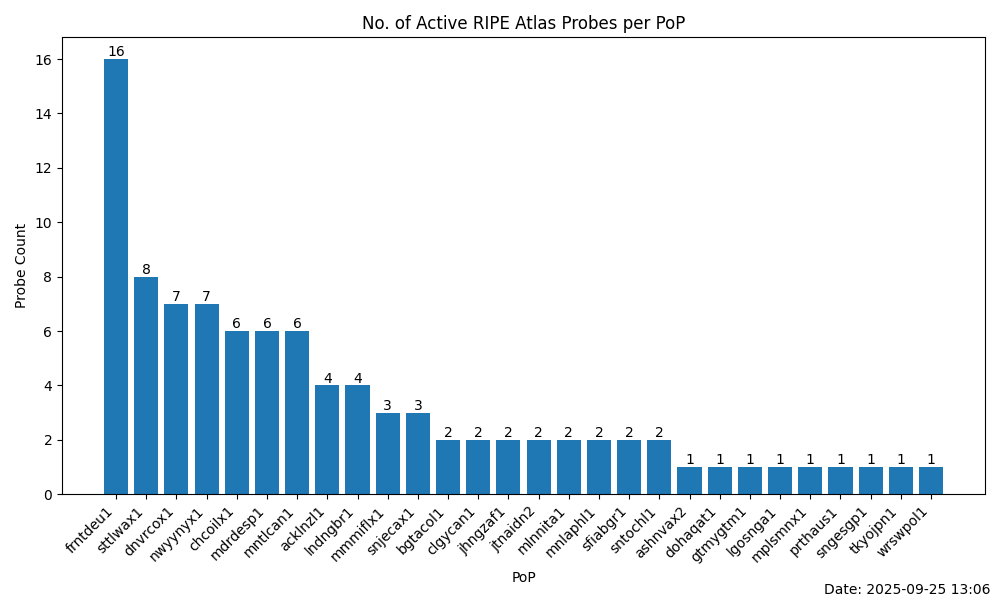 No. of Active RIPE Atlas Probes per PoP
Probe Count
16
14
12
10
8
6
4
2
0
16
8
7
7
6
6
6
4
4
3
3
2
2
2
2
2
2
2
2
1
1
1
1
1
1
1
1
1
frntdeu1
sttlwax1
dnvrcox1
nwyynyx1
chcoilx1
mdrdesp1
mntlcan1
acklnzl1
lndngbr1
mmmiflx1
snjecax1
bgtacol1
clgycan1
jhngzaf1
jtnaidn2
mlnnita1
mnlaphl1
sfiabgr1
sntochl1
ashnvax2
dohaqat1
gtmygtm1
lgosnga1
mplsmnx1
prthaus1
sngesgp1
tkyojpn1
wrswpol1
PoP
Date: 2025-09-25 13:06